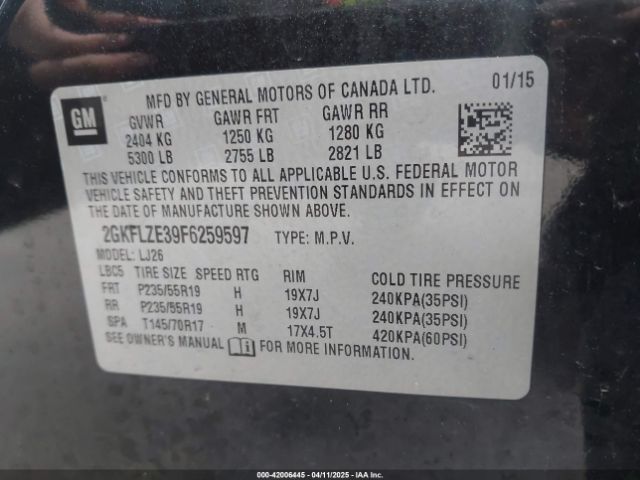 GM
MFD BY GENERAL MOTORS OF CANADA LTD. 01/15
GVWR GAWR FRT GAWR RR
2404 KG 1250 KG 1280 KG
5300 LB 2755 LB 2821 LB
THIS VEHICLE CONFORMS TO ALL APPLICABLE U.S. FEDERAL MOTOR
VEHICLE SAFETY AND THEFT PREVENTION STANDARDS IN EFFECT ON
THE DATE OF MANUFACTURE SHOWN ABOVE.
2GKFLZE39F6259597 TYPE: M.P.V.
MODEL: LJ26
LBC5 TIRE SIZE SPEED RTG RIM COLD TIRE PRESSURE
FRT P235/55R19 H 19X7J 240KPA(35PSI)
RR P235/55R19 H 19X7J 240KPA(35PSI)
SPA T145/70R17 M 17X4.5T 420KPA(60PSI)
SEE OWNER'S MANUAL FOR MORE INFORMATION.
000-42006445 - 04/11/2025 - IAA Inc.